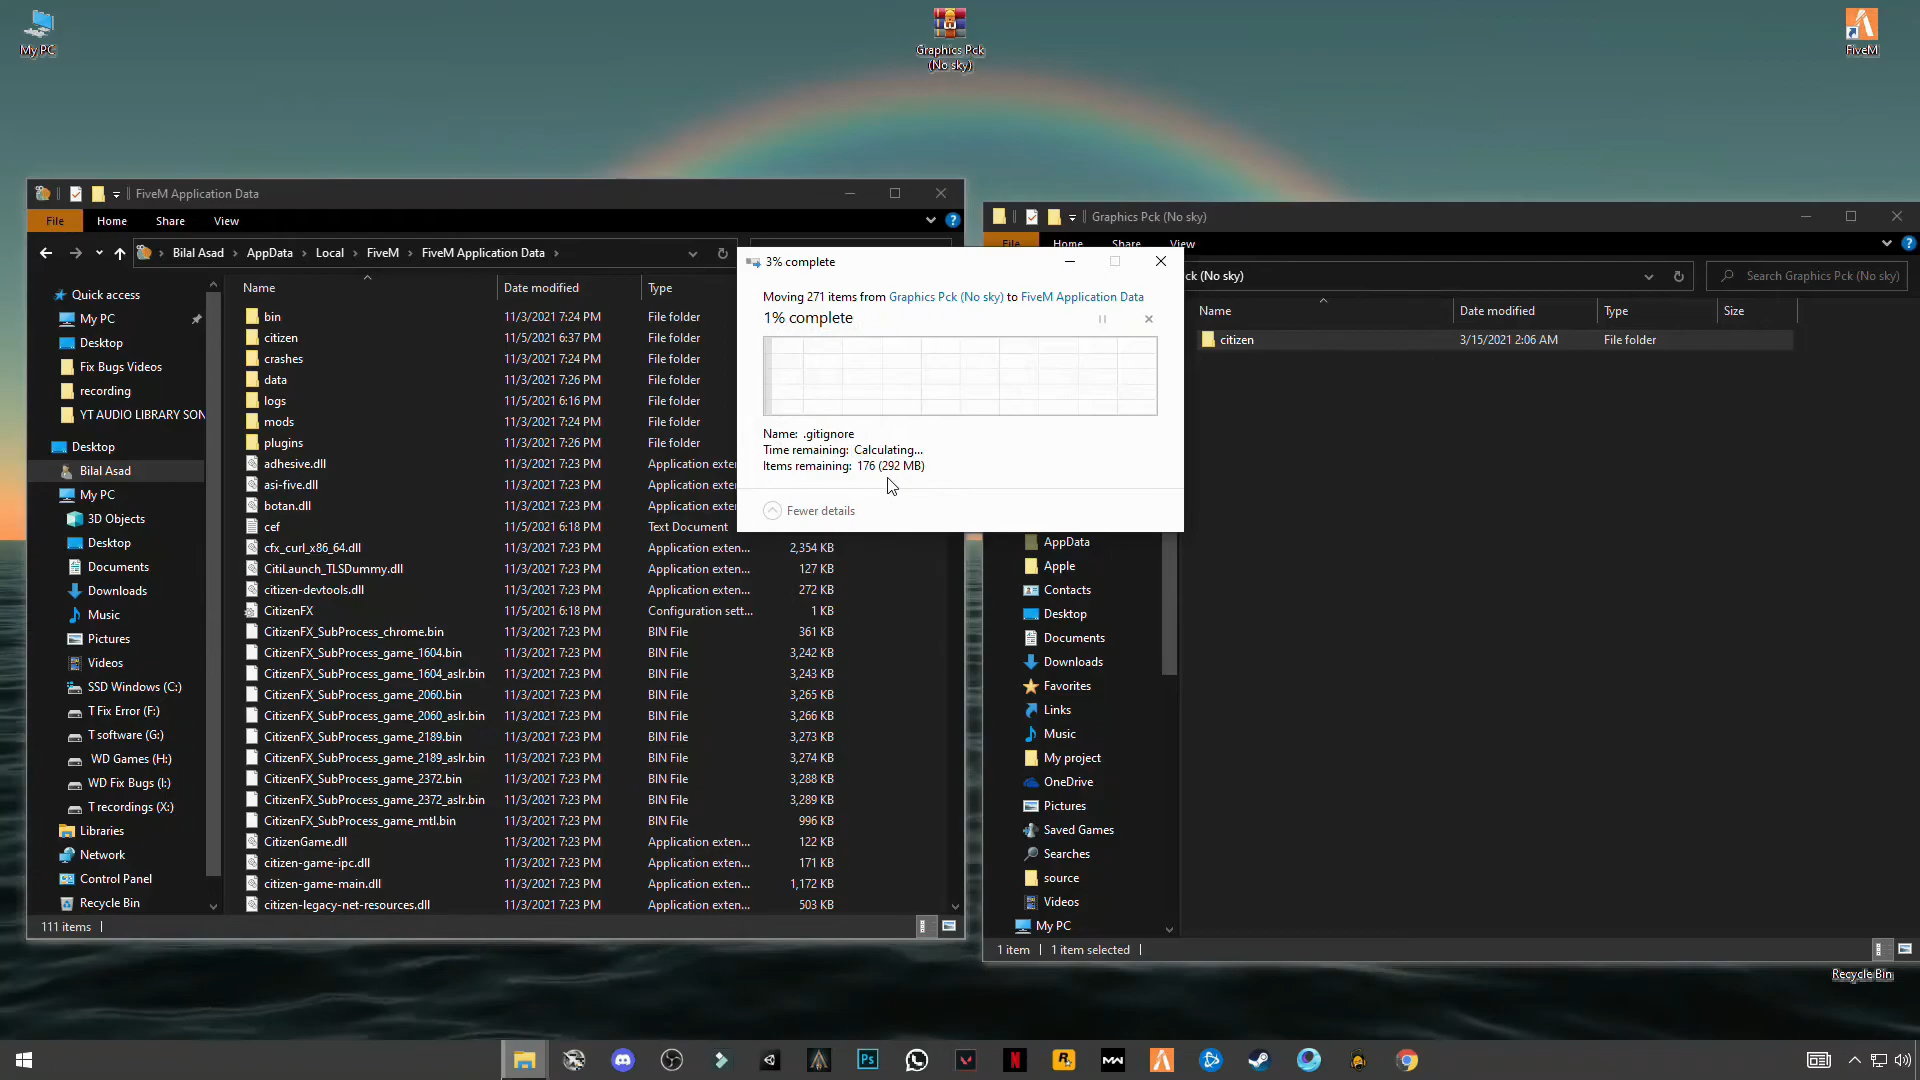 My PC
Graphics Pck
(No sky)
FiveM
FiveM Application Data
File
Home
Share
View
Bilal Asad
AppData
Local
FiveM
FiveM Application Data
Quick access
My PC
Desktop
Fix Bugs Videos
recording
YT AUDIO LIBRARY SON
Desktop
Bilal Asad
My PC
3D Objects
Desktop
Documents
Downloads
Music
Pictures
Videos
SSD Windows (C:)
T Fix Error (F:)
T software (G:)
WD Games (H:)
WD Fix Bugs (I:)
T recordings (X:)
Libraries
Network
Control Panel
Recycle Bin
Name Date modified Type
bin 11/3/2021 7:24 PM File folder
citizen 11/5/2021 6:37 PM File folder
crashes 11/3/2021 7:24 PM File folder
data 11/3/2021 7:26 PM File folder
logs 11/5/2021 6:16 PM File folder
mods 11/3/2021 7:24 PM File folder
plugins 11/3/2021 7:26 PM File folder
adhesive.dll 11/3/2021 7:23 PM Application exte
asi-five.dll 11/3/2021 7:23 PM Application exte
botan.dll 11/3/2021 7:23 PM Application exte
cef 11/5/2021 6:18 PM Text Document
cfx_curl_x86_64.dll 11/3/2021 7:23 PM Application exten... 2,354 KB
CitiLaunch_TLSDummy.dll 11/3/2021 7:23 PM Application exten... 127 KB
citizen-devtools.dll 11/3/2021 7:23 PM Application exten... 272 KB
CitizenFX 11/5/2021 6:18 PM Configuration sett... 1 KB
CitizenFX_SubProcess_chrome.bin 11/3/2021 7:23 PM BIN File 361 KB
CitizenFX_SubProcess_game_1604.bin 11/3/2021 7:23 PM BIN File 3,242 KB
CitizenFX_SubProcess_game_1604_aslr.bin 11/3/2021 7:23 PM BIN File 3,243 KB
CitizenFX_SubProcess_game_2060.bin 11/3/2021 7:23 PM BIN File 3,265 KB
CitizenFX_SubProcess_game_2060_aslr.bin 11/3/2021 7:23 PM BIN File 3,266 KB
CitizenFX_SubProcess_game_2189.bin 11/3/2021 7:23 PM BIN File 3,273 KB
CitizenFX_SubProcess_game_2189_aslr.bin 11/3/2021 7:23 PM BIN File 3,274 KB
CitizenFX_SubProcess_game_2372.bin 11/3/2021 7:23 PM BIN File 3,288 KB
CitizenFX_SubProcess_game_2372_aslr.bin 11/3/2021 7:23 PM BIN File 3,289 KB
CitizenFX_SubProcess_game_mtl.bin 11/3/2021 7:23 PM BIN File 996 KB
CitizenGame.dll 11/3/2021 7:23 PM Application exten... 122 KB
citizen-game-ipc.dll 11/3/2021 7:23 PM Application exten... 171 KB
citizen-game-main.dll 11/3/2021 7:23 PM Application exten... 1,172 KB
citizen-legacy-net-resources.dll 11/3/2021 7:23 PM Application exten... 503 KB
111 items
3% complete
Moving 271 items from Graphics Pck (No sky) to FiveM Application Data
1% complete
Name: .gitignore
Time remaining: Calculating...
Items remaining: 176 (292 MB)
Fewer details
Graphics Pck (No sky)
File
Home
Share
View
ck (No sky)
Search Graphics Pck (No sky)
Name Date modified Type Size
citizen 3/15/2021 2:06 AM File folder
AppData
Apple
Contacts
Desktop
Documents
Downloads
Favorites
Links
Music
My project
OneDrive
Pictures
Saved Games
Searches
source
Videos
My PC
1 item
1 item selected
Recycle Bin
Ps
N
R
MW